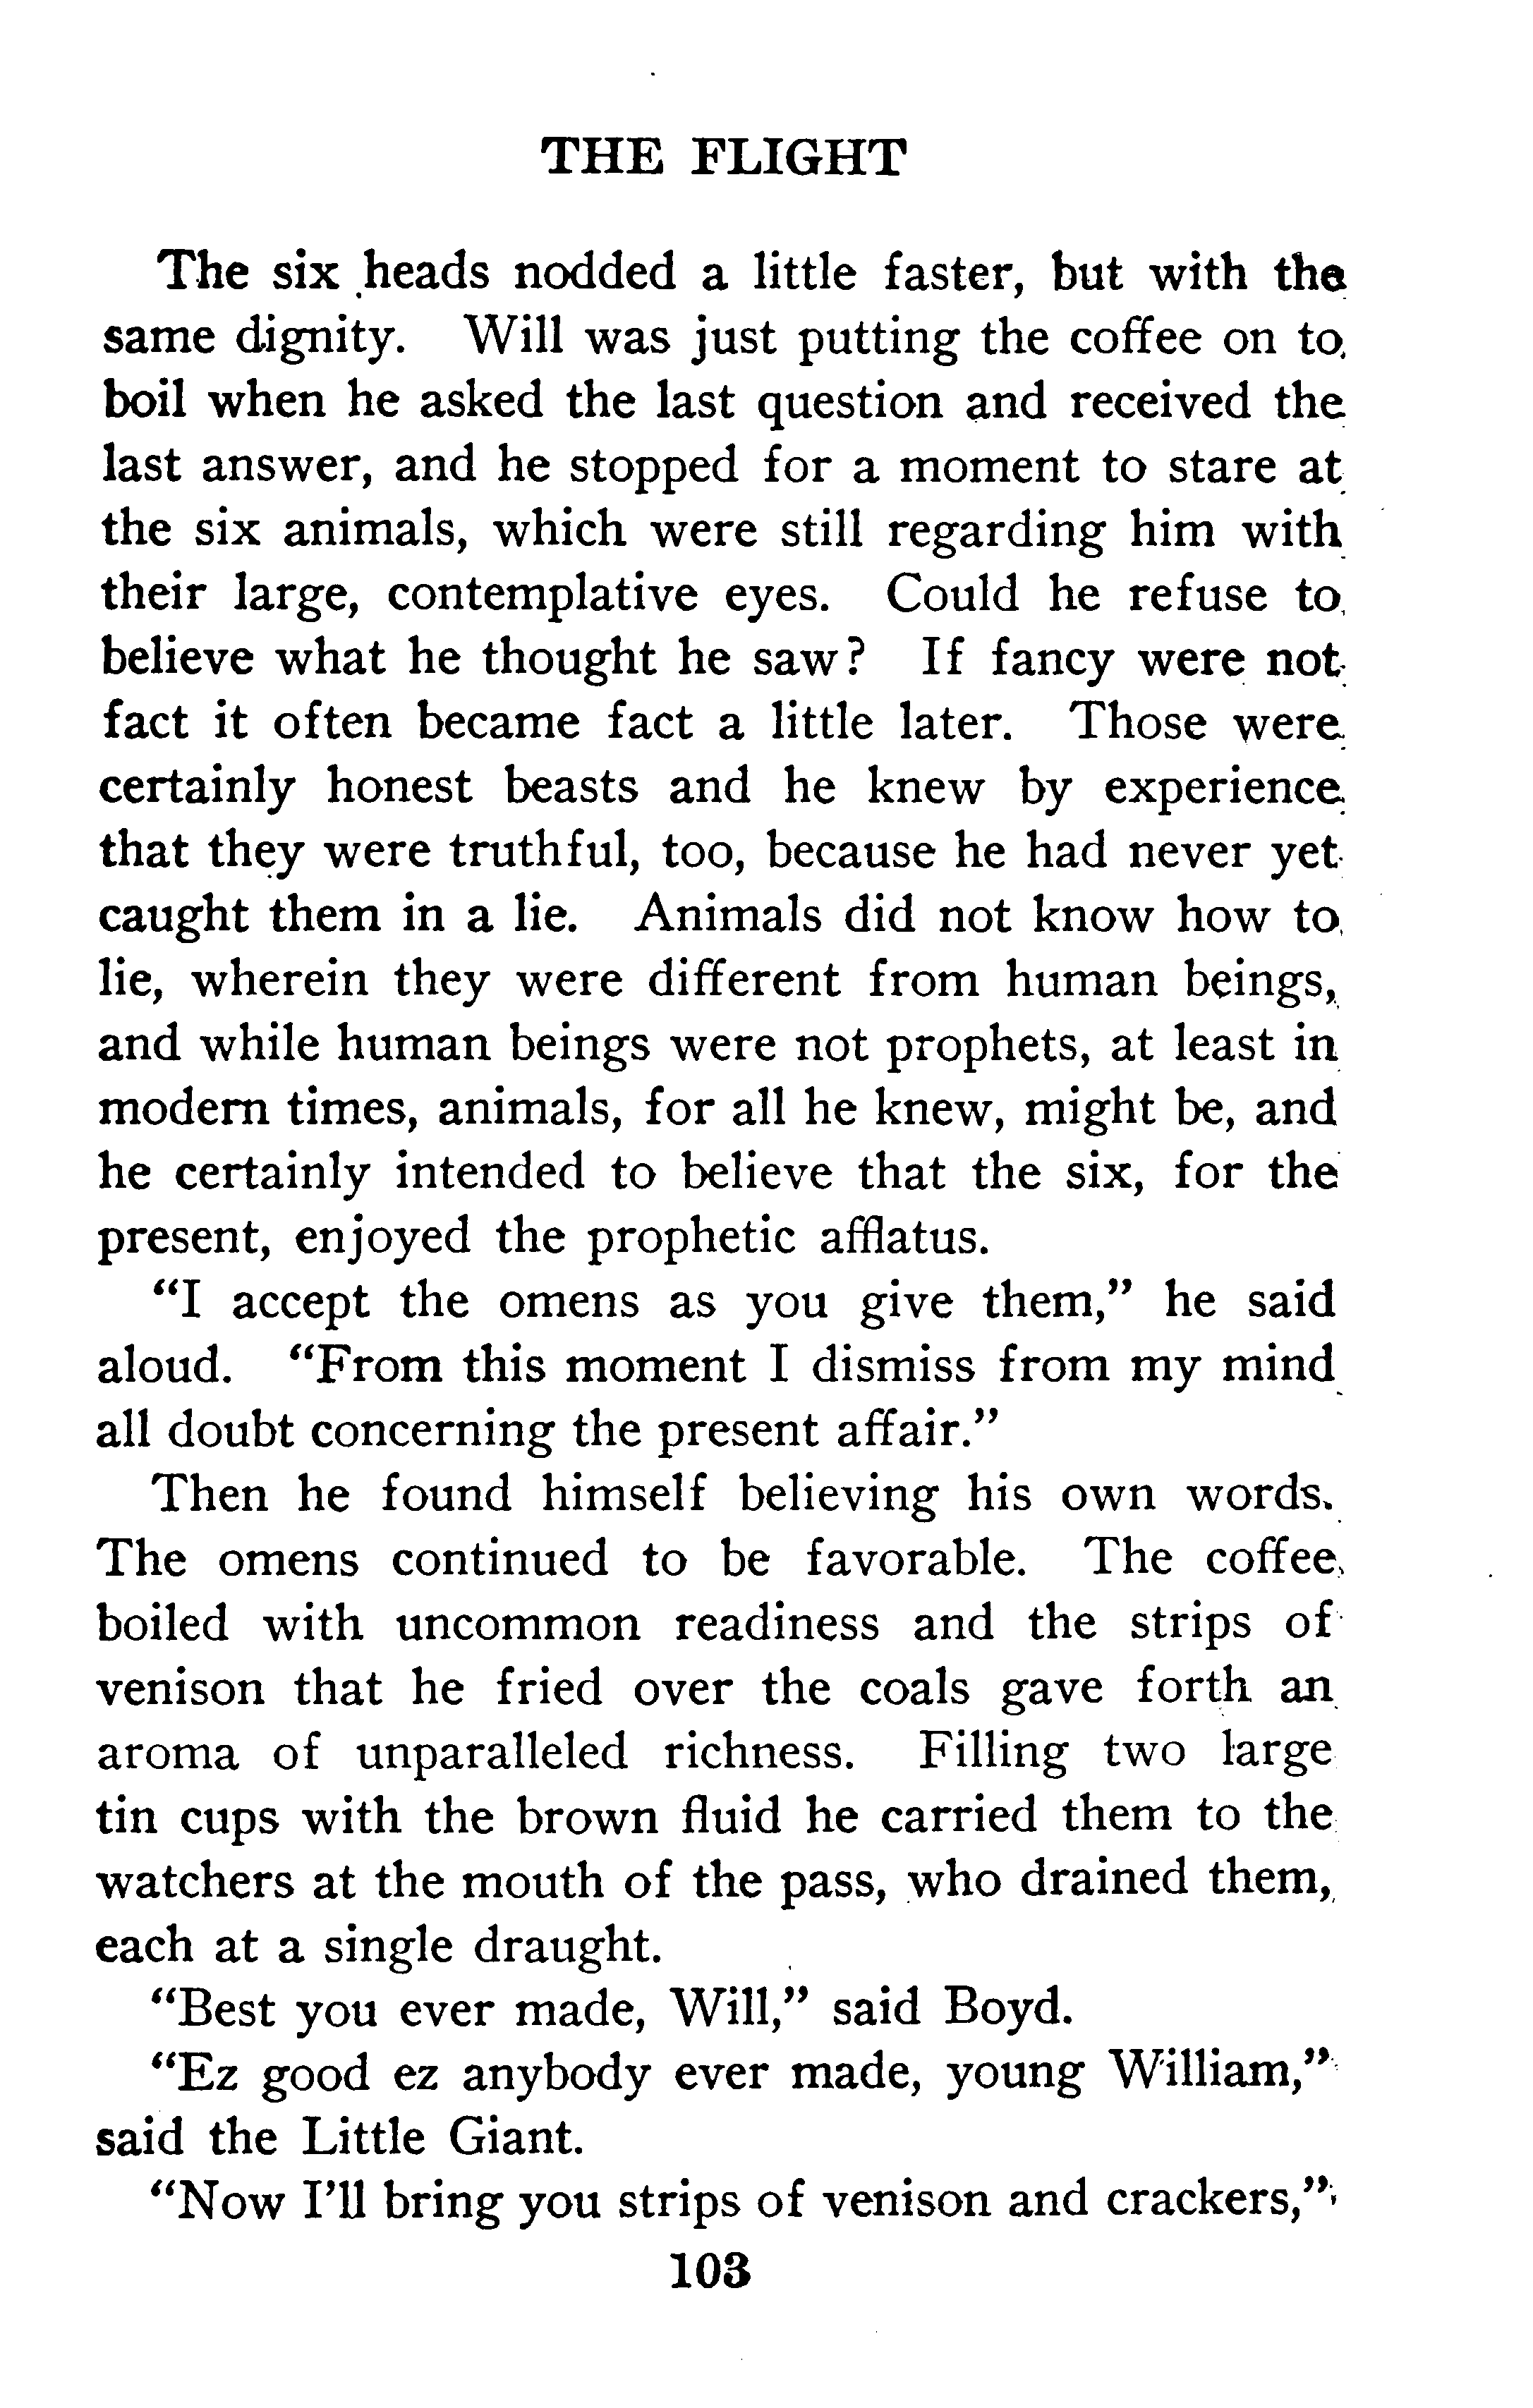 THE FLIGHT
The six heads nodded a little faster, but with the
same dignity. Will was just putting the coffee on to
boil when he asked the last question and received the
last answer, and he stopped for a moment to stare at
the six animals, which were still regarding him with
their large, contemplative eyes. Could he refuse to
believe what he thought he saw? If fancy were not
fact it often became fact a little later. Those were
certainly honest beasts and he knew by experience
that they were truthful, too, because he had never yet
caught them in a lie. Animals did not know how to
lie, wherein they were different from human beings,
and while human beings were not prophets, at least in
modern times, animals, for all he knew, might be, and
he certainly intended to believe that the six, for the
present, enjoyed the prophetic afflatus.
"I accept the omens as you give them," he said
aloud. "From this moment I dismiss from my mind
all doubt concerning the present affair."
Then he found himself believing his own words.
The omens continued to be favorable. The coffee
boiled with uncommon readiness and the strips of
venison that he fried over the coals gave forth an
aroma of unparalleled richness. Filling two large
tin cups with the brown fluid he carried them to the
watchers at the mouth of the pass, who drained them,
each at a single draught.
"Best you ever made, Will," said Boyd.
"Ez good ez anybody ever made, young William,"
said the Little Giant.
"Now I'll bring you strips of venison and crackers,"
103